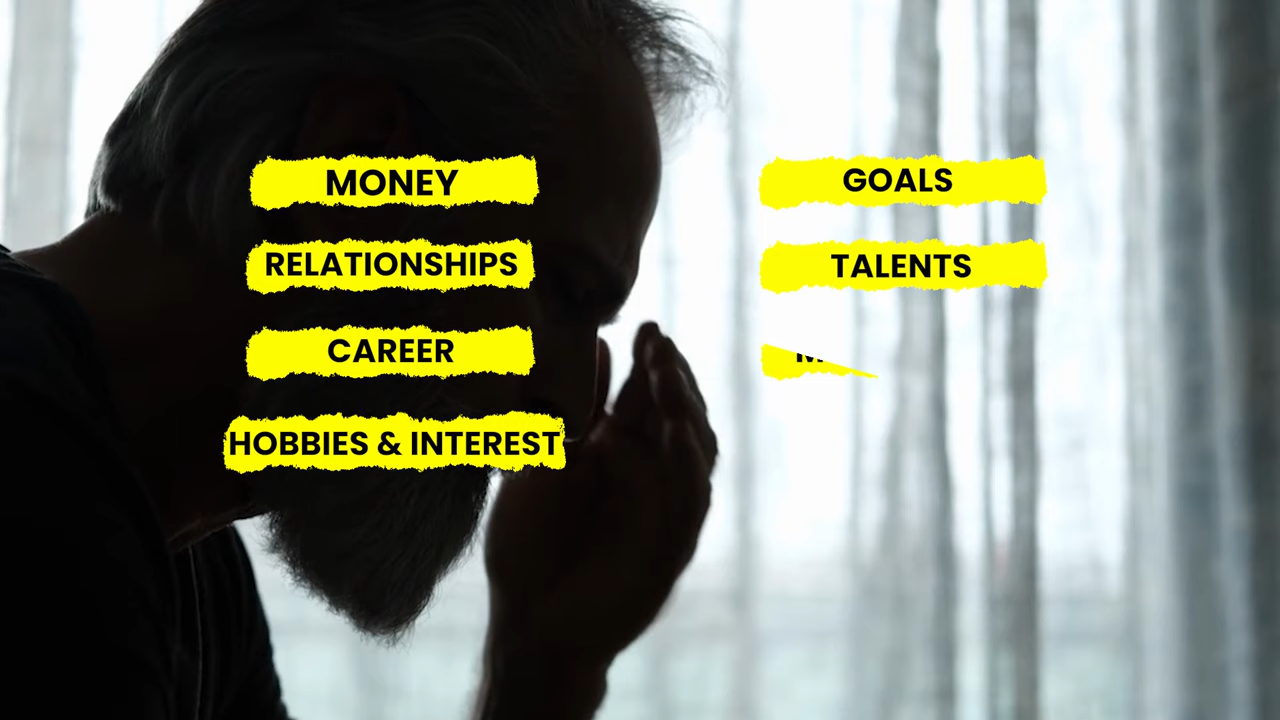 MONEY
RELATIONSHIPS
CAREER
HOBBIES & INTEREST
GOALS
TALENTS